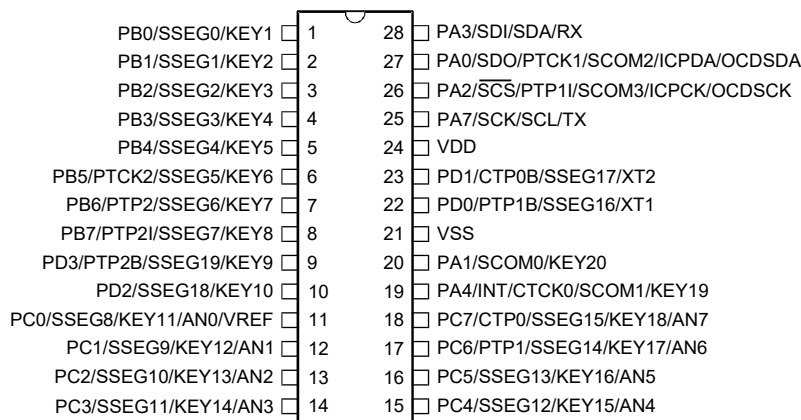 PB0/SSEG0/KEY1 1 28 PA3/SDI/SDA/RX
PB1/SSEG1/KEY2 2 27 PA0/SDO/PTCK1/SCOM2/ICPDA/OCDSDA
PB2/SSEG2/KEY3 3 26 PA2/SCS/PTP1I/SCOM3/ICPCK/OCDSCK
PB3/SSEG3/KEY4 4 25 PA7/SCK/SCL/TX
PB4/SSEG4/KEY5 5 24 VDD
PB5/PTCK2/SSEG5/KEY6 6 23 PD1/CTP0B/SSEG17/XT2
PB6/PTP2/SSEG6/KEY7 7 22 PD0/PTP1B/SSEG16/XT1
PB7/PTP2I/SSEG7/KEY8 8 21 VSS
PD3/PTP2B/SSEG19/KEY9 9 20 PA1/SCOM0/KEY20
PD2/SSEG18/KEY10 10 19 PA4/INT/CTCK0/SCOM1/KEY19
PC0/SSEG8/KEY11/AN0/VREF 11 18 PC7/CTP0/SSEG15/KEY18/AN7
PC1/SSEG9/KEY12/AN1 12 17 PC6/PTP1/SSEG14/KEY17/AN6
PC2/SSEG10/KEY13/AN2 13 16 PC5/SSEG13/KEY16/AN5
PC3/SSEG11/KEY14/AN3 14 15 PC4/SSEG12/KEY15/AN4